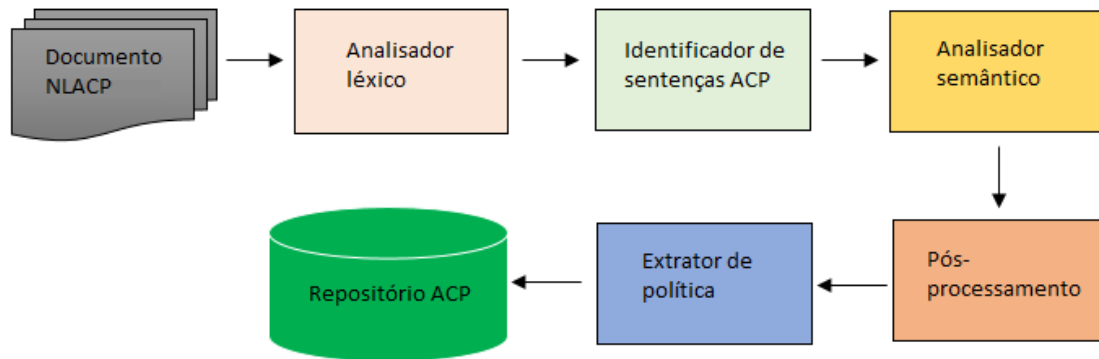 Documento
NLACP
Analisador
léxico
Identificador de
sentenças ACP
Analisador
semântico
Repositório ACP
Extrator de
política
Pós-
processamento